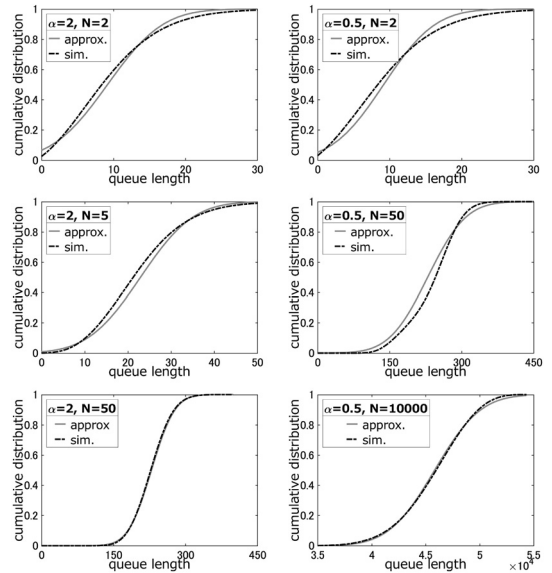 α=2, N=2
approx.
sim.
cumulative distribution
0
0.2
0.4
0.6
0.8
1
0
10
20
30
queue length
α=0.5, N=2
approx.
sim.
cumulative distribution
0
0.2
0.4
0.6
0.8
1
0
10
20
30
queue length
α=2, N=5
approx.
sim.
cumulative distribution
0
0.2
0.4
0.6
0.8
1
0
10
20
30
40
50
queue length
α=0.5, N=50
approx.
sim.
cumulative distribution
0
0.2
0.4
0.6
0.8
1
0
150
300
450
queue length
α=2, N=50
approx.
sim.
cumulative distribution
0
0.2
0.4
0.6
0.8
1
0
150
300
450
queue length
α=0.5, N=10000
approx.
sim.
cumulative distribution
0
0.2
0.4
0.6
0.8
1
3.5
4
4.5
5
5.5
×10⁴
queue length